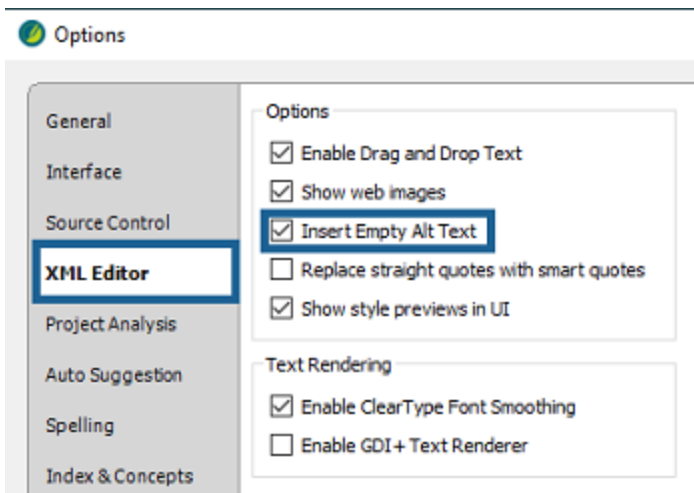 Options
General
Interface
Source Control
XML Editor
Project Analysis
Auto Suggestion
Spelling
Index & Concepts
Options
Enable Drag and Drop Text
Show web images
Insert Empty Alt Text
Replace straight quotes with smart quotes
Show style previews in UI
Text Rendering
Enable ClearType Font Smoothing
Enable GDI+ Text Renderer